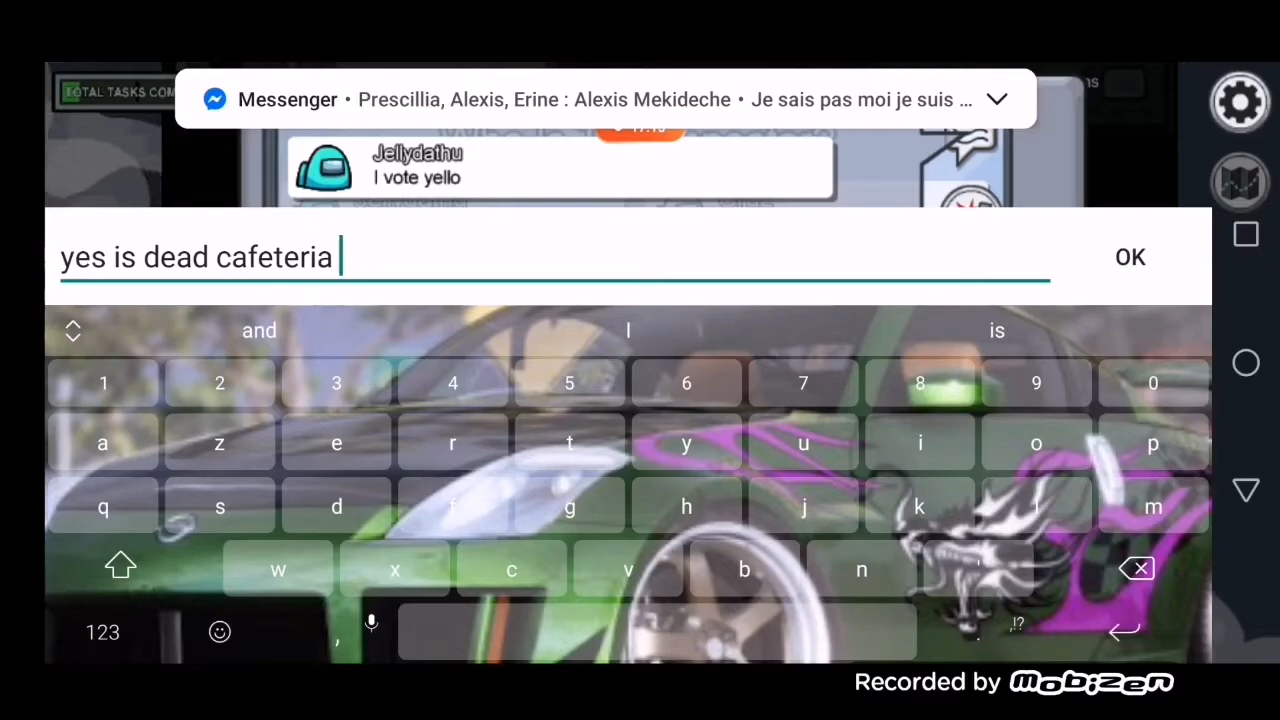 TOTAL TASKS COM
Messenger • Prescillia, Alexis, Erine : Alexis Mekideche • Je sais pas moi je suis ...
Jellydathu
I vote yello
yes is dead cafeteria
OK
and I is
1 2 3 4 5 6 7 8 9 0
a z e r t y u i o p
q s d f g h j k l m
w x c v b n '
123 , .,!?
Recorded by mobizen